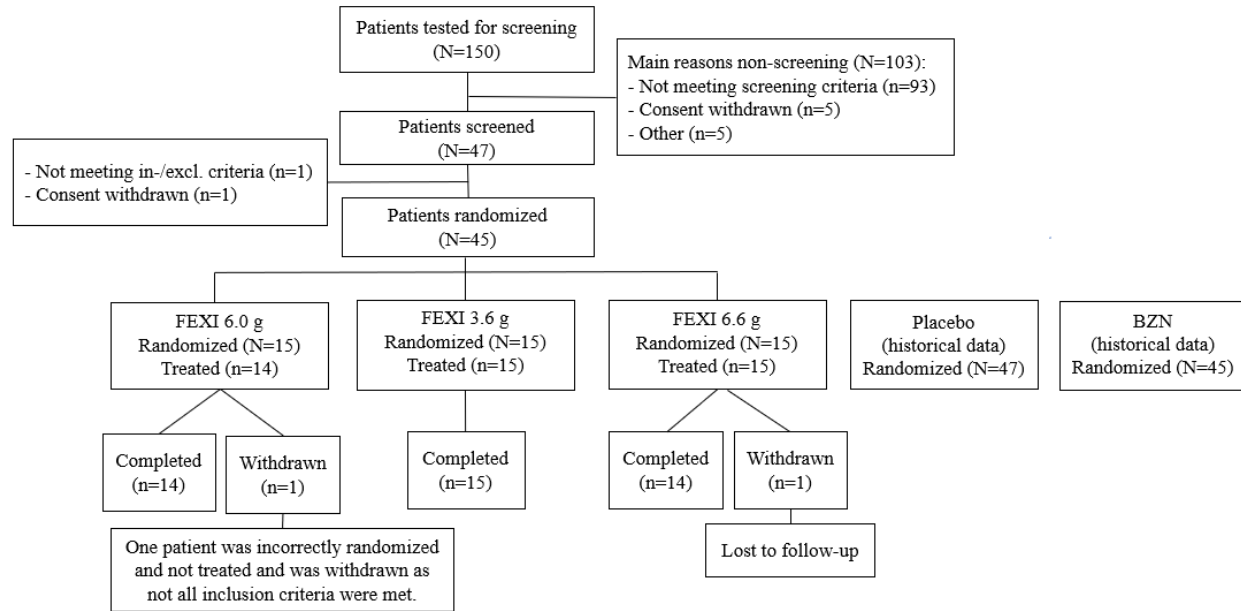 Patients tested for screening
(N=150)
Main reasons non-screening (N=103):
- Not meeting screening criteria (n=93)
- Consent withdrawn (n=5)
- Other (n=5)
Patients screened
(N=47)
- Not meeting in-/excl. criteria (n=1)
- Consent withdrawn (n=1)
Patients randomized
(N=45)
FEXI 6.0 g
Randomized (N=15)
Treated (n=14)
FEXI 3.6 g
Randomized (N=15)
Treated (n=15)
FEXI 6.6 g
Randomized (N=15)
Treated (n=15)
Placebo
(historical data)
Randomized (N=47)
BZN
(historical data)
Randomized (N=45)
Completed
(n=14)
Withdrawn
(n=1)
Completed
(n=15)
Completed
(n=14)
Withdrawn
(n=1)
One patient was incorrectly randomized
and not treated and was withdrawn as
not all inclusion criteria were met.
Lost to follow-up